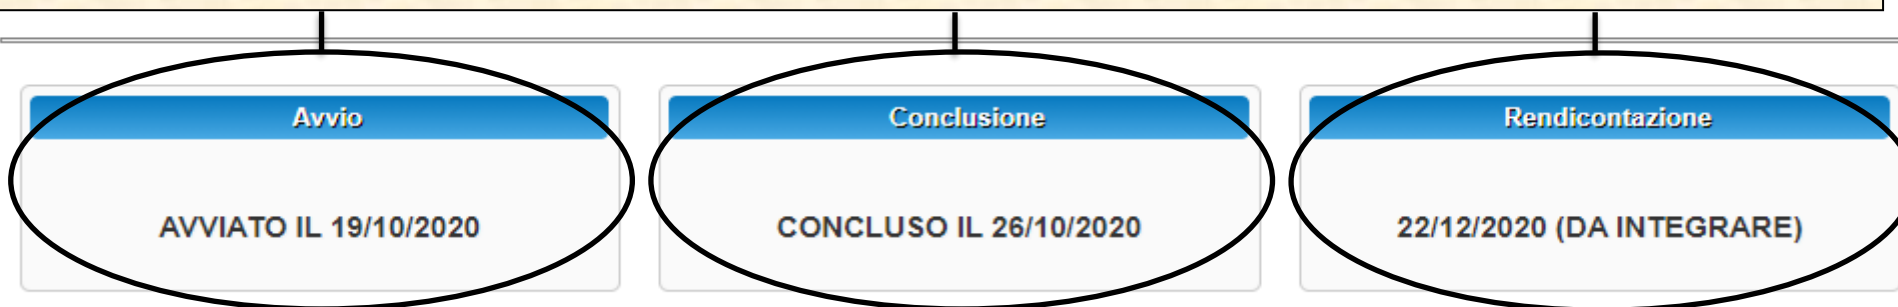 Avvio
Conclusione
Rendicontazione
AVVIATO IL 19/10/2020
CONCLUSO IL 26/10/2020
22/12/2020 (DA INTEGRARE)